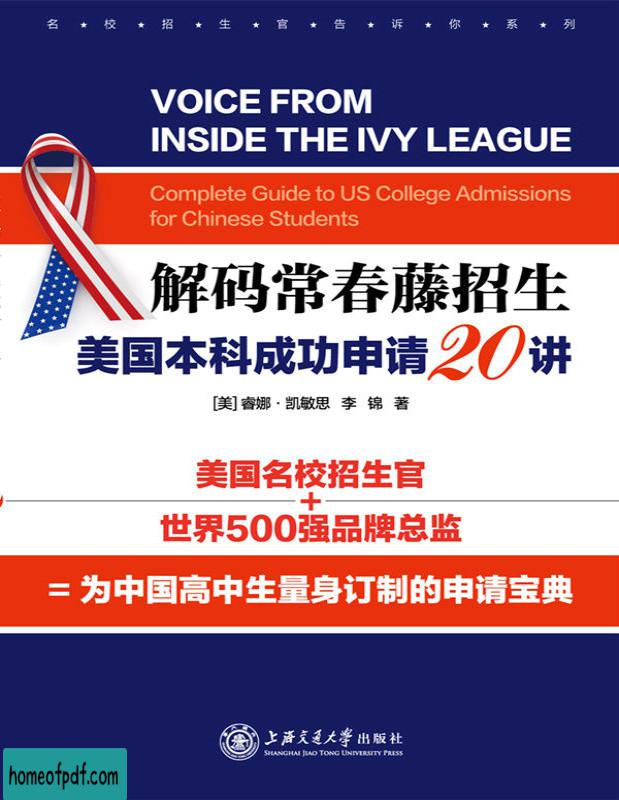 名★校★招★生★官★告★诉★你★系★列
VOICE FROM
INSIDE THE IVY LEAGUE
Complete Guide to US College Admissions
for Chinese Students
解码常春藤招生
美国本科成功申请20讲
[美]睿娜·凯敏思 李 锦 著
美国名校招生官
+
世界500强品牌总监
=为中国高中生量身订制的申请宝典
上海交通大学出版社
SHANGHAI JIAO TONG UNIVERSITY PRESS
homeofpdf.com